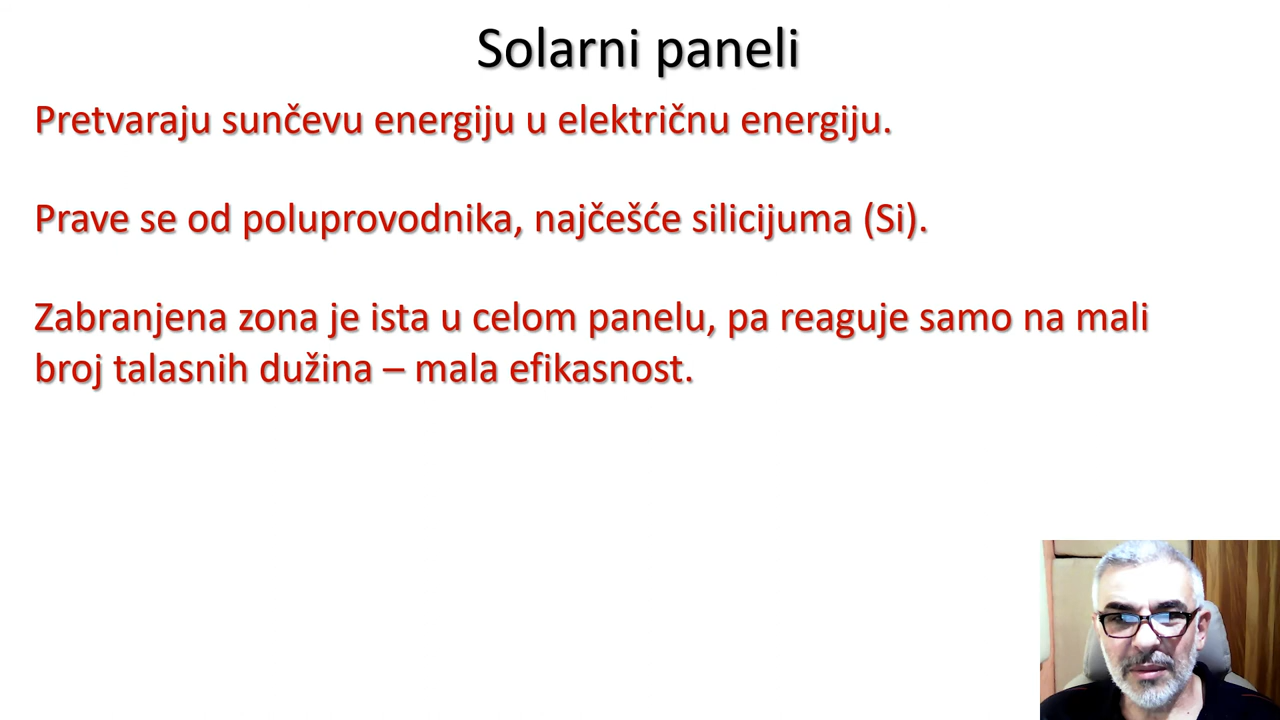 Solarni paneli
Pretvaraju sunčevu energiju u električnu energiju.
Prave se od poluprovodnika, najčešće silicijuma (Si).
Zabranjena zona je ista u celom panelu, pa reaguje samo na mali
broj talasnih dužina – mala efikasnost.